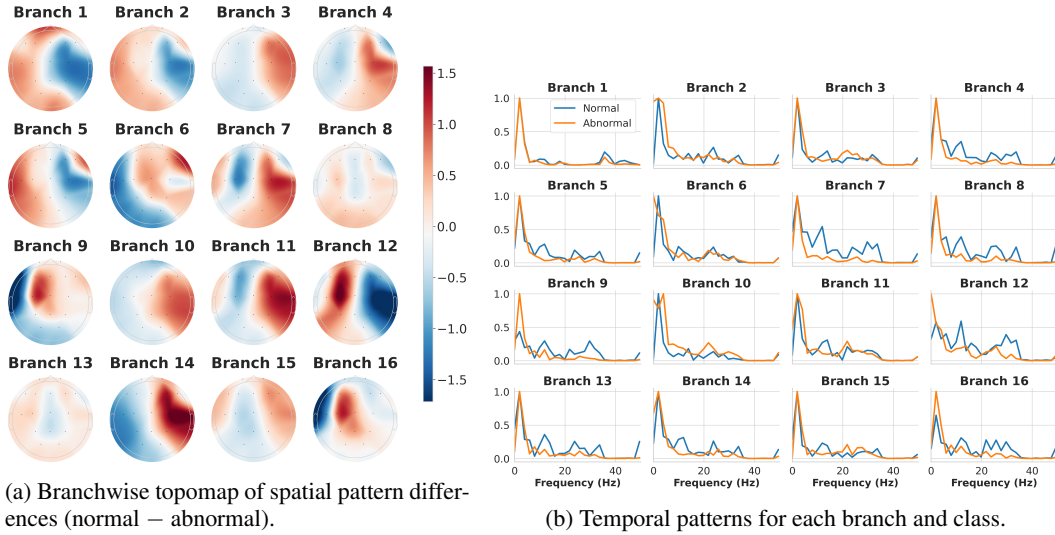 Branch 1 Branch 2 Branch 3 Branch 4
Branch 5 Branch 6 Branch 7 Branch 8
Branch 9 Branch 10 Branch 11 Branch 12
Branch 13 Branch 14 Branch 15 Branch 16
1.5
1.0
0.5
0.0
−0.5
−1.0
−1.5
(a) Branchwise topomap of spatial pattern differ-
ences (normal − abnormal).
Branch 1 Branch 2 Branch 3 Branch 4
Normal
Abnormal
1.0
0.5
0.0
Branch 5 Branch 6 Branch 7 Branch 8
1.0
0.5
0.0
Branch 9 Branch 10 Branch 11 Branch 12
1.0
0.5
0.0
Branch 13 Branch 14 Branch 15 Branch 16
1.0
0.5
0.0
0 20 40 0 20 40 0 20 40 0 20 40
Frequency (Hz) Frequency (Hz) Frequency (Hz) Frequency (Hz)
(b) Temporal patterns for each branch and class.